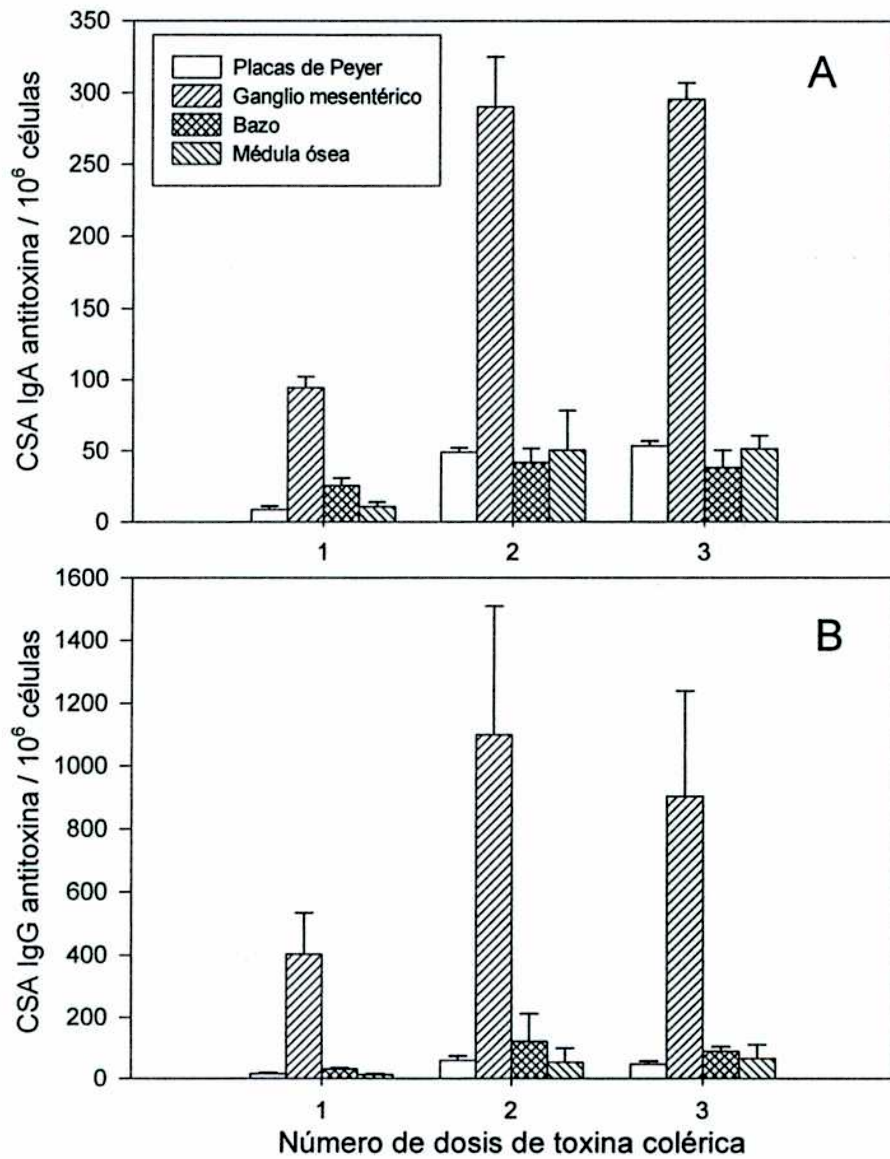 A
Placas de Peyer
Ganglio mesentérico
Bazo
Médula ósea
CSA IgA antitoxina / 10⁶ células
350
300
250
200
150
100
50
0
1 2 3
B
CSA IgG antitoxina / 10⁶ células
1600
1400
1200
1000
800
600
400
200
0
1 2 3
Número de dosis de toxina colérica